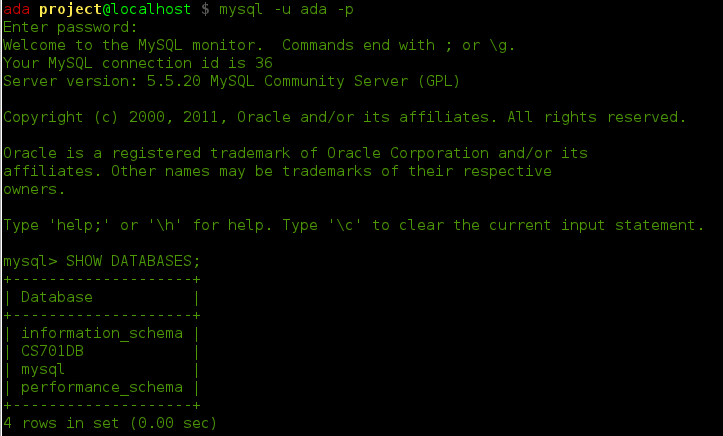 ada project@localhost $ mysql -u ada -p
Enter password:
Welcome to the MySQL monitor.  Commands end with ; or \g.
Your MySQL connection id is 36
Server version: 5.5.20 MySQL Community Server (GPL)

Copyright (c) 2000, 2011, Oracle and/or its affiliates. All rights reserved.

Oracle is a registered trademark of Oracle Corporation and/or its
affiliates. Other names may be trademarks of their respective
owners.

Type 'help;' or '\h' for help. Type '\c' to clear the current input statement.

mysql> SHOW DATABASES;
+--------------------+
| Database           |
+--------------------+
| information_schema |
| CS701DB            |
| mysql              |
| performance_schema |
+--------------------+
4 rows in set (0.00 sec)